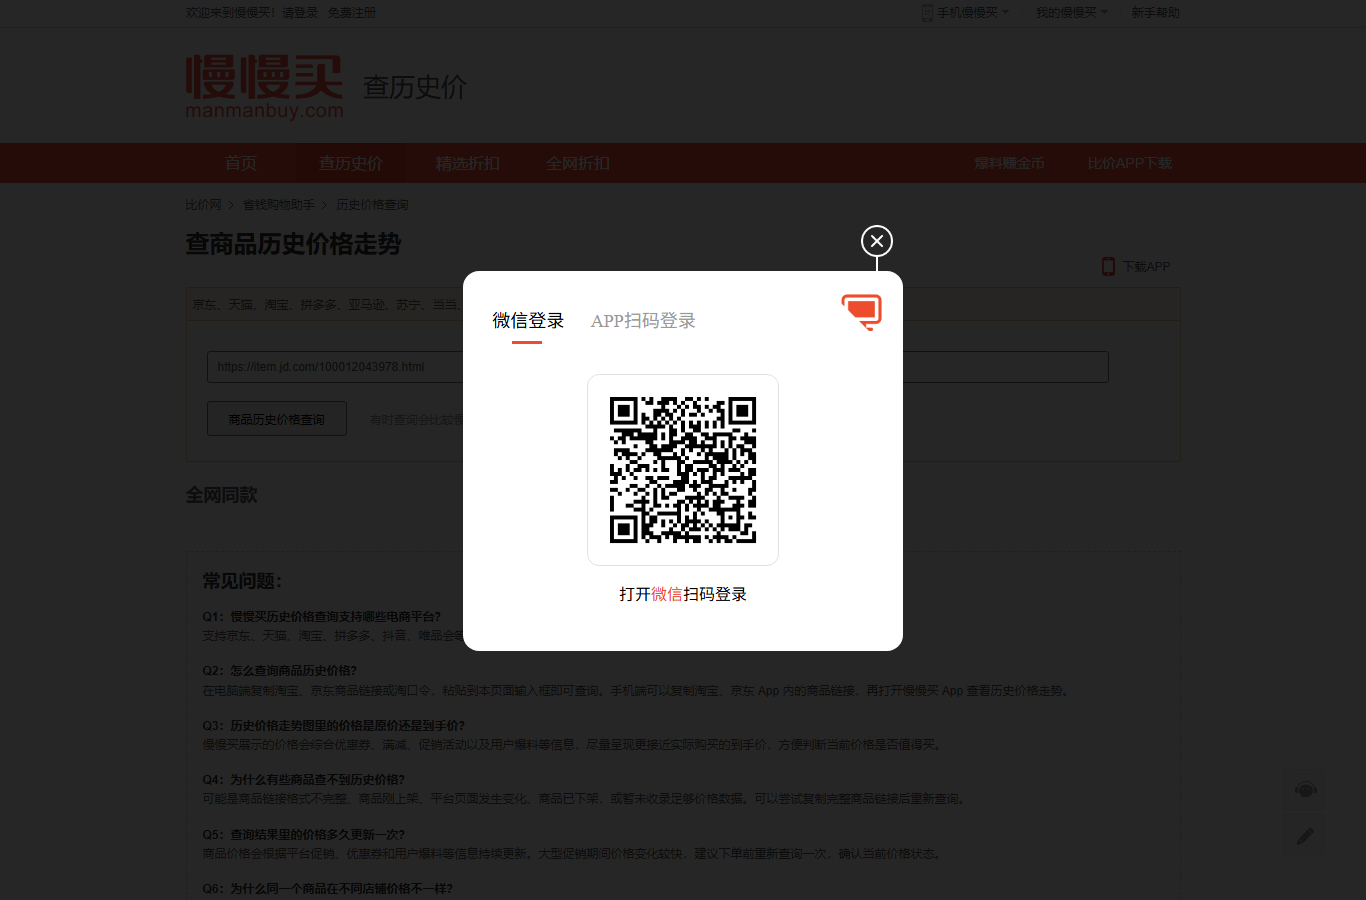 欢迎来到慢慢买！请登录 免费注册
手机慢慢买 我的慢慢买 新手帮助
慢慢买 查历史价
manmanbuy.com
首页 查历史价 精选折扣 全网折扣 爆料赚金币 比价APP下载
比价网 > 省钱购物助手 > 历史价格查询
查商品历史价格走势
下载APP
京东、天猫、淘宝、拼多多、亚马逊、苏宁、当当、
微信登录 APP扫码登录
https://item.jd.com/100012043978.html
商品历史价格查询 有时查询会比较慢
全网同款
打开微信扫码登录
常见问题：
Q1：慢慢买历史价格查询支持哪些电商平台？
支持京东、天猫、淘宝、拼多多、抖音、唯品会等
Q2：怎么查询商品历史价格？
在电脑端复制淘宝、京东商品链接或淘口令，粘贴到本页面输入框即可查询。手机端可以复制淘宝、京东 App 内的商品链接，再打开慢慢买 App 查看历史价格走势。
Q3：历史价格走势图里的价格是原价还是到手价？
慢慢买展示的价格会综合优惠券、满减、促销活动以及用户爆料等信息，尽量呈现更接近实际购买的到手价，方便判断当前价格是否值得买。
Q4：为什么有些商品查不到历史价格？
可能是商品链接格式不完整、商品刚上架、平台页面发生变化、商品已下架，或暂未收录足够价格数据。可以尝试复制完整商品链接后重新查询。
Q5：查询结果里的价格多久更新一次？
商品价格会根据平台促销、优惠券和用户爆料等信息持续更新。大型促销期间价格变化较快，建议下单前重新查询一次，确认当前价格状态。
Q6：为什么同一个商品在不同店铺价格不一样？